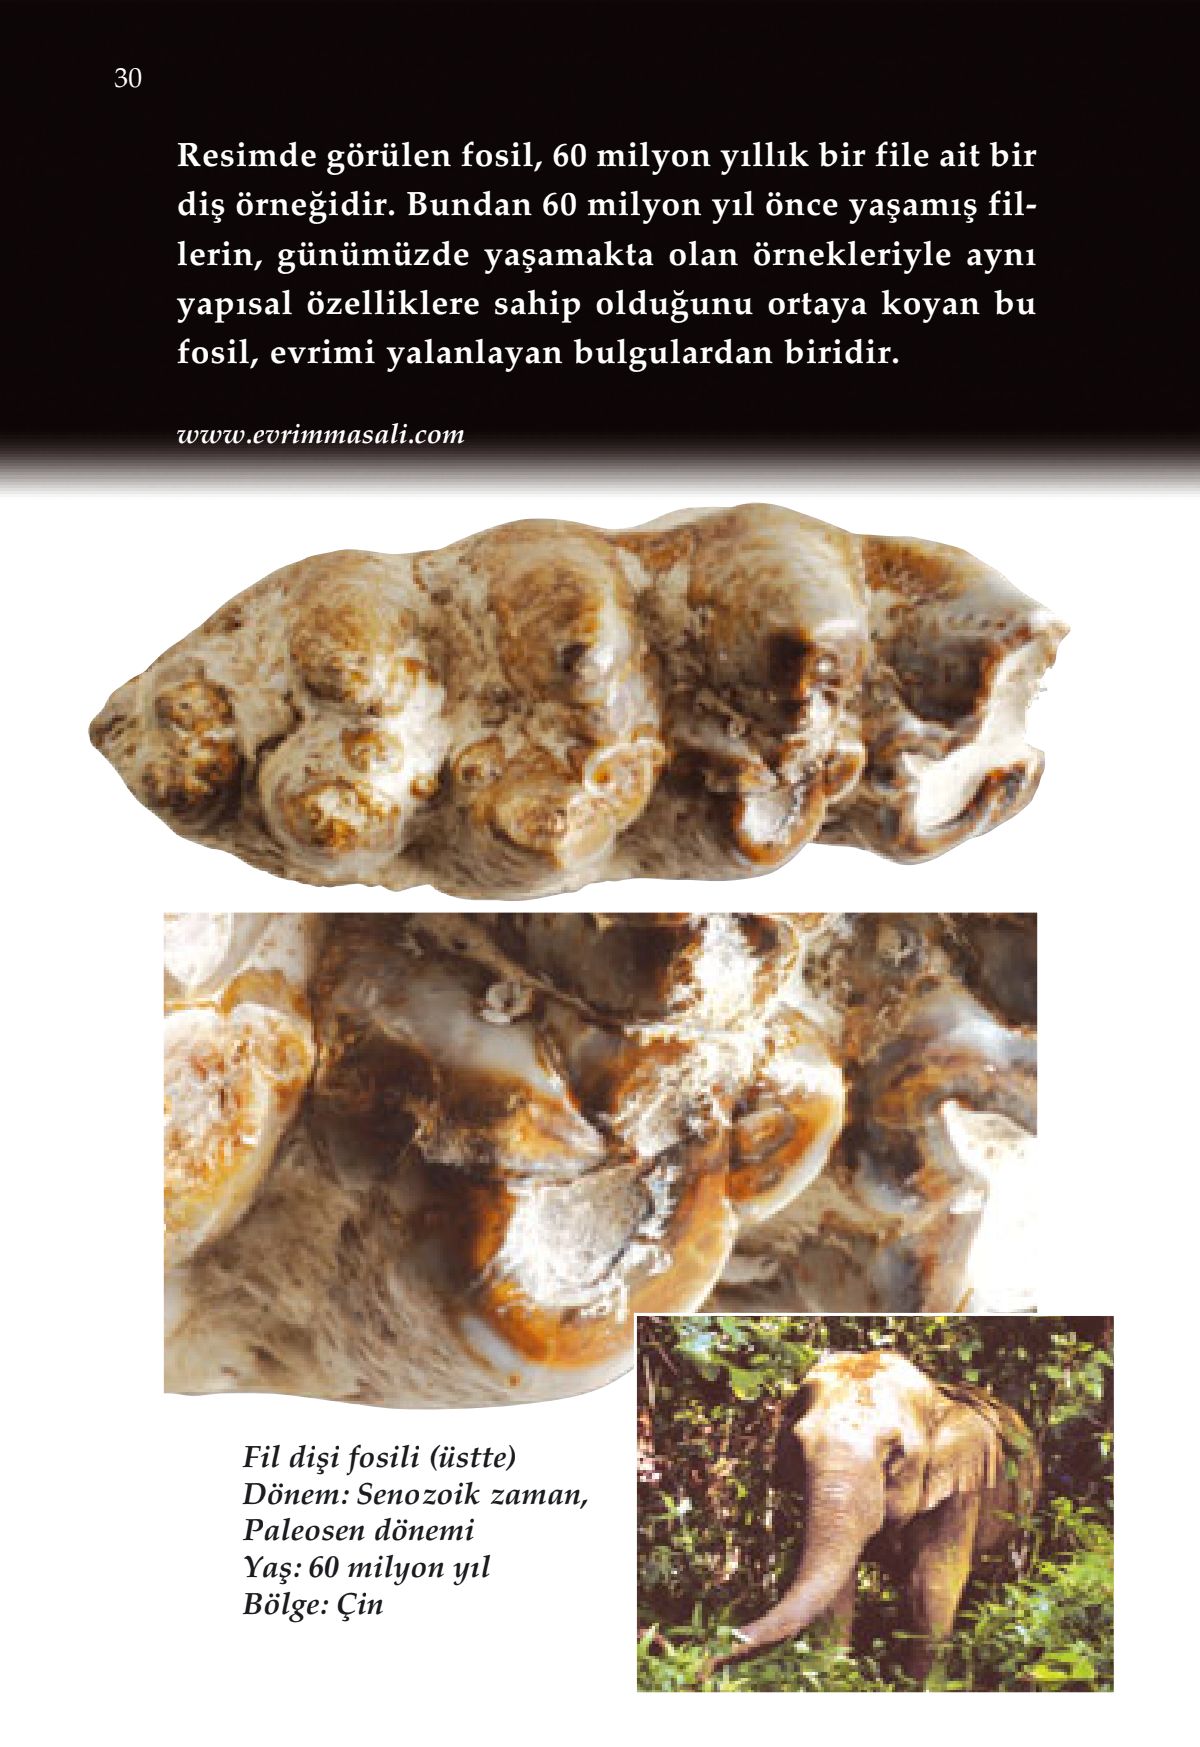 30
Resimde görülen fosil, 60 milyon yıllık bir file ait bir
diş örneğidir. Bundan 60 milyon yıl önce yaşamış fil-
lerin, günümüzde yaşamakta olan örnekleriyle aynı
yapısal özelliklere sahip olduğunu ortaya koyan bu
fosil, evrimi yalanlayan bulgulardan biridir.
www.evrimmasali.com
Fil dişi fosili (üstte)
Dönem: Senozoik zaman,
Paleosen dönemi
Yaş: 60 milyon yıl
Bölge: Çin